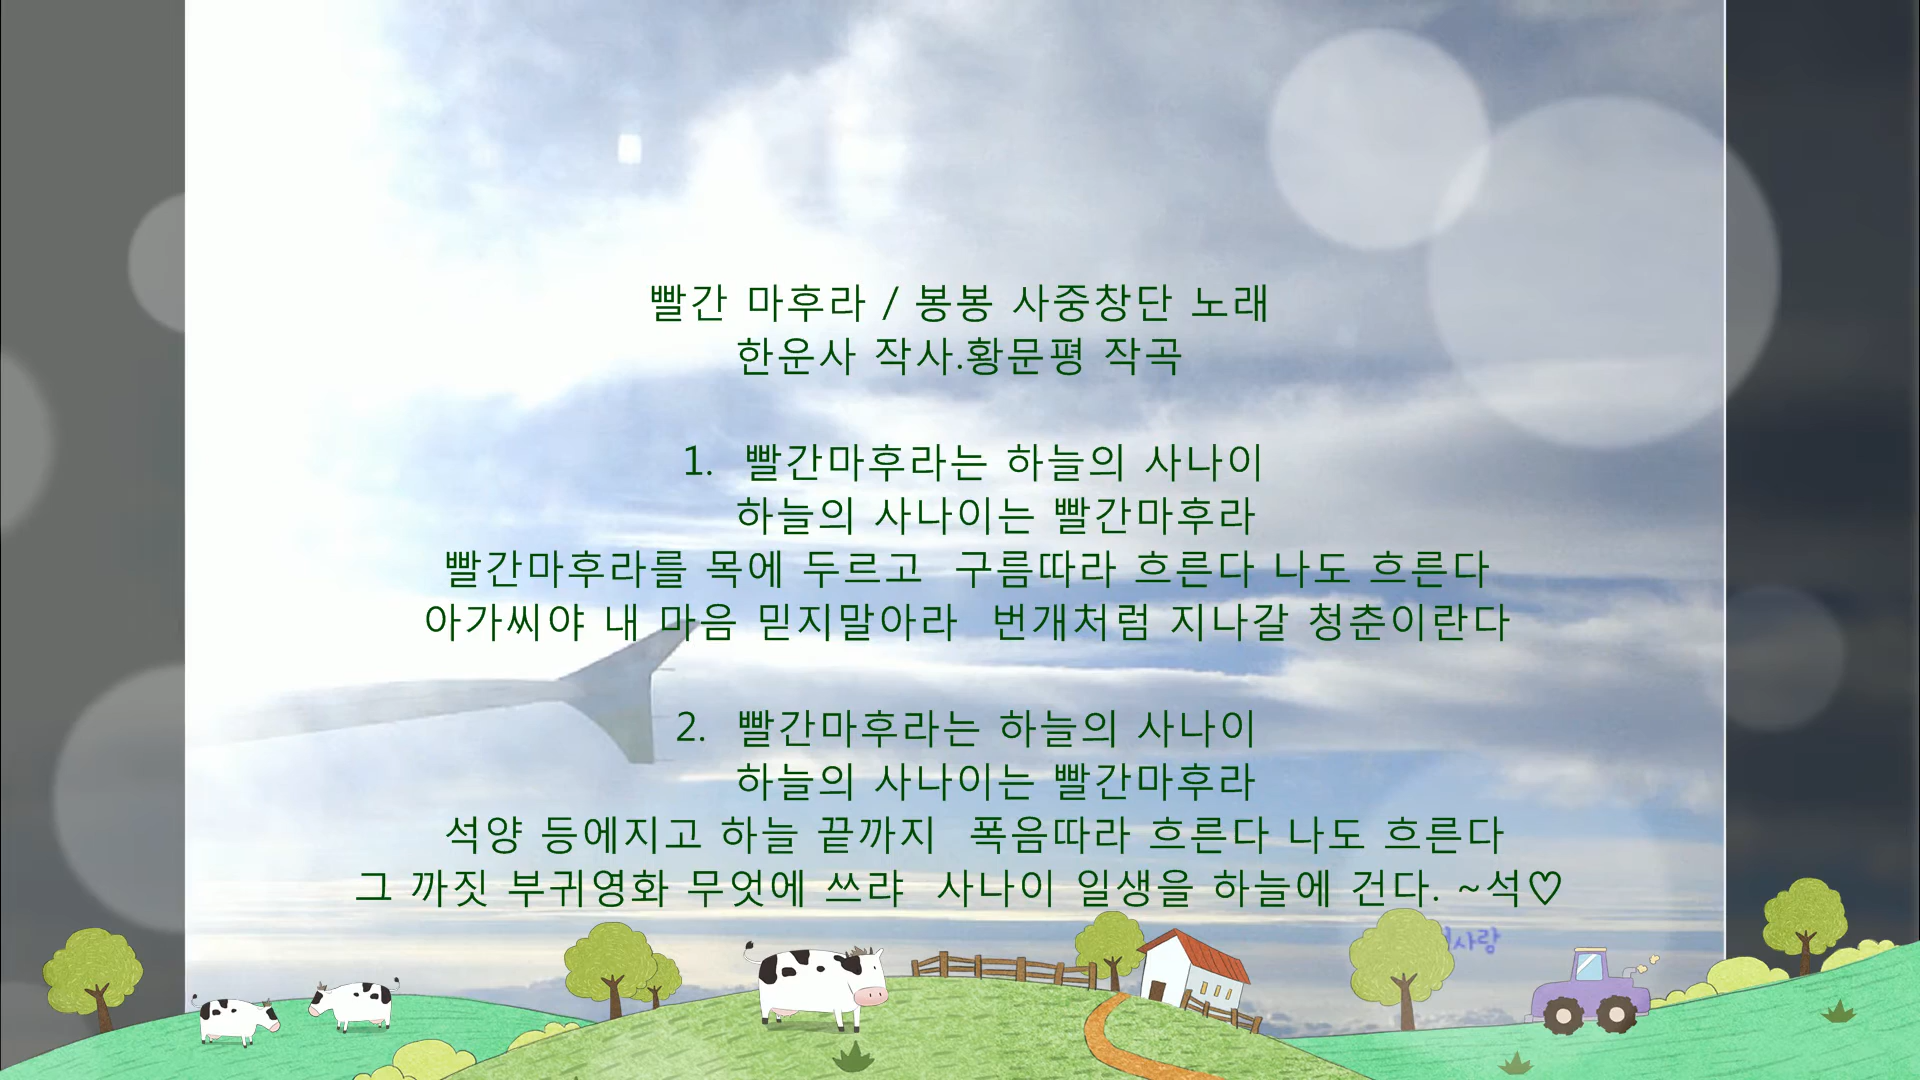 빨간 마후라 / 봉봉 사중창단 노래
한운사 작사.황문평 작곡
1. 빨간마후라는 하늘의 사나이
하늘의 사나이는 빨간마후라
빨간마후라를 목에 두르고 구름따라 흐른다 나도 흐른다
아가씨야 내 마음 믿지말아라 번개처럼 지나갈 청춘이란다
2. 빨간마후라는 하늘의 사나이
하늘의 사나이는 빨간마후라
석양 등에지고 하늘 끝까지 폭음따라 흐른다 나도 흐른다
그 까짓 부귀영화 무엇에 쓰랴 사나이 일생을 하늘에 건다. ~석♡